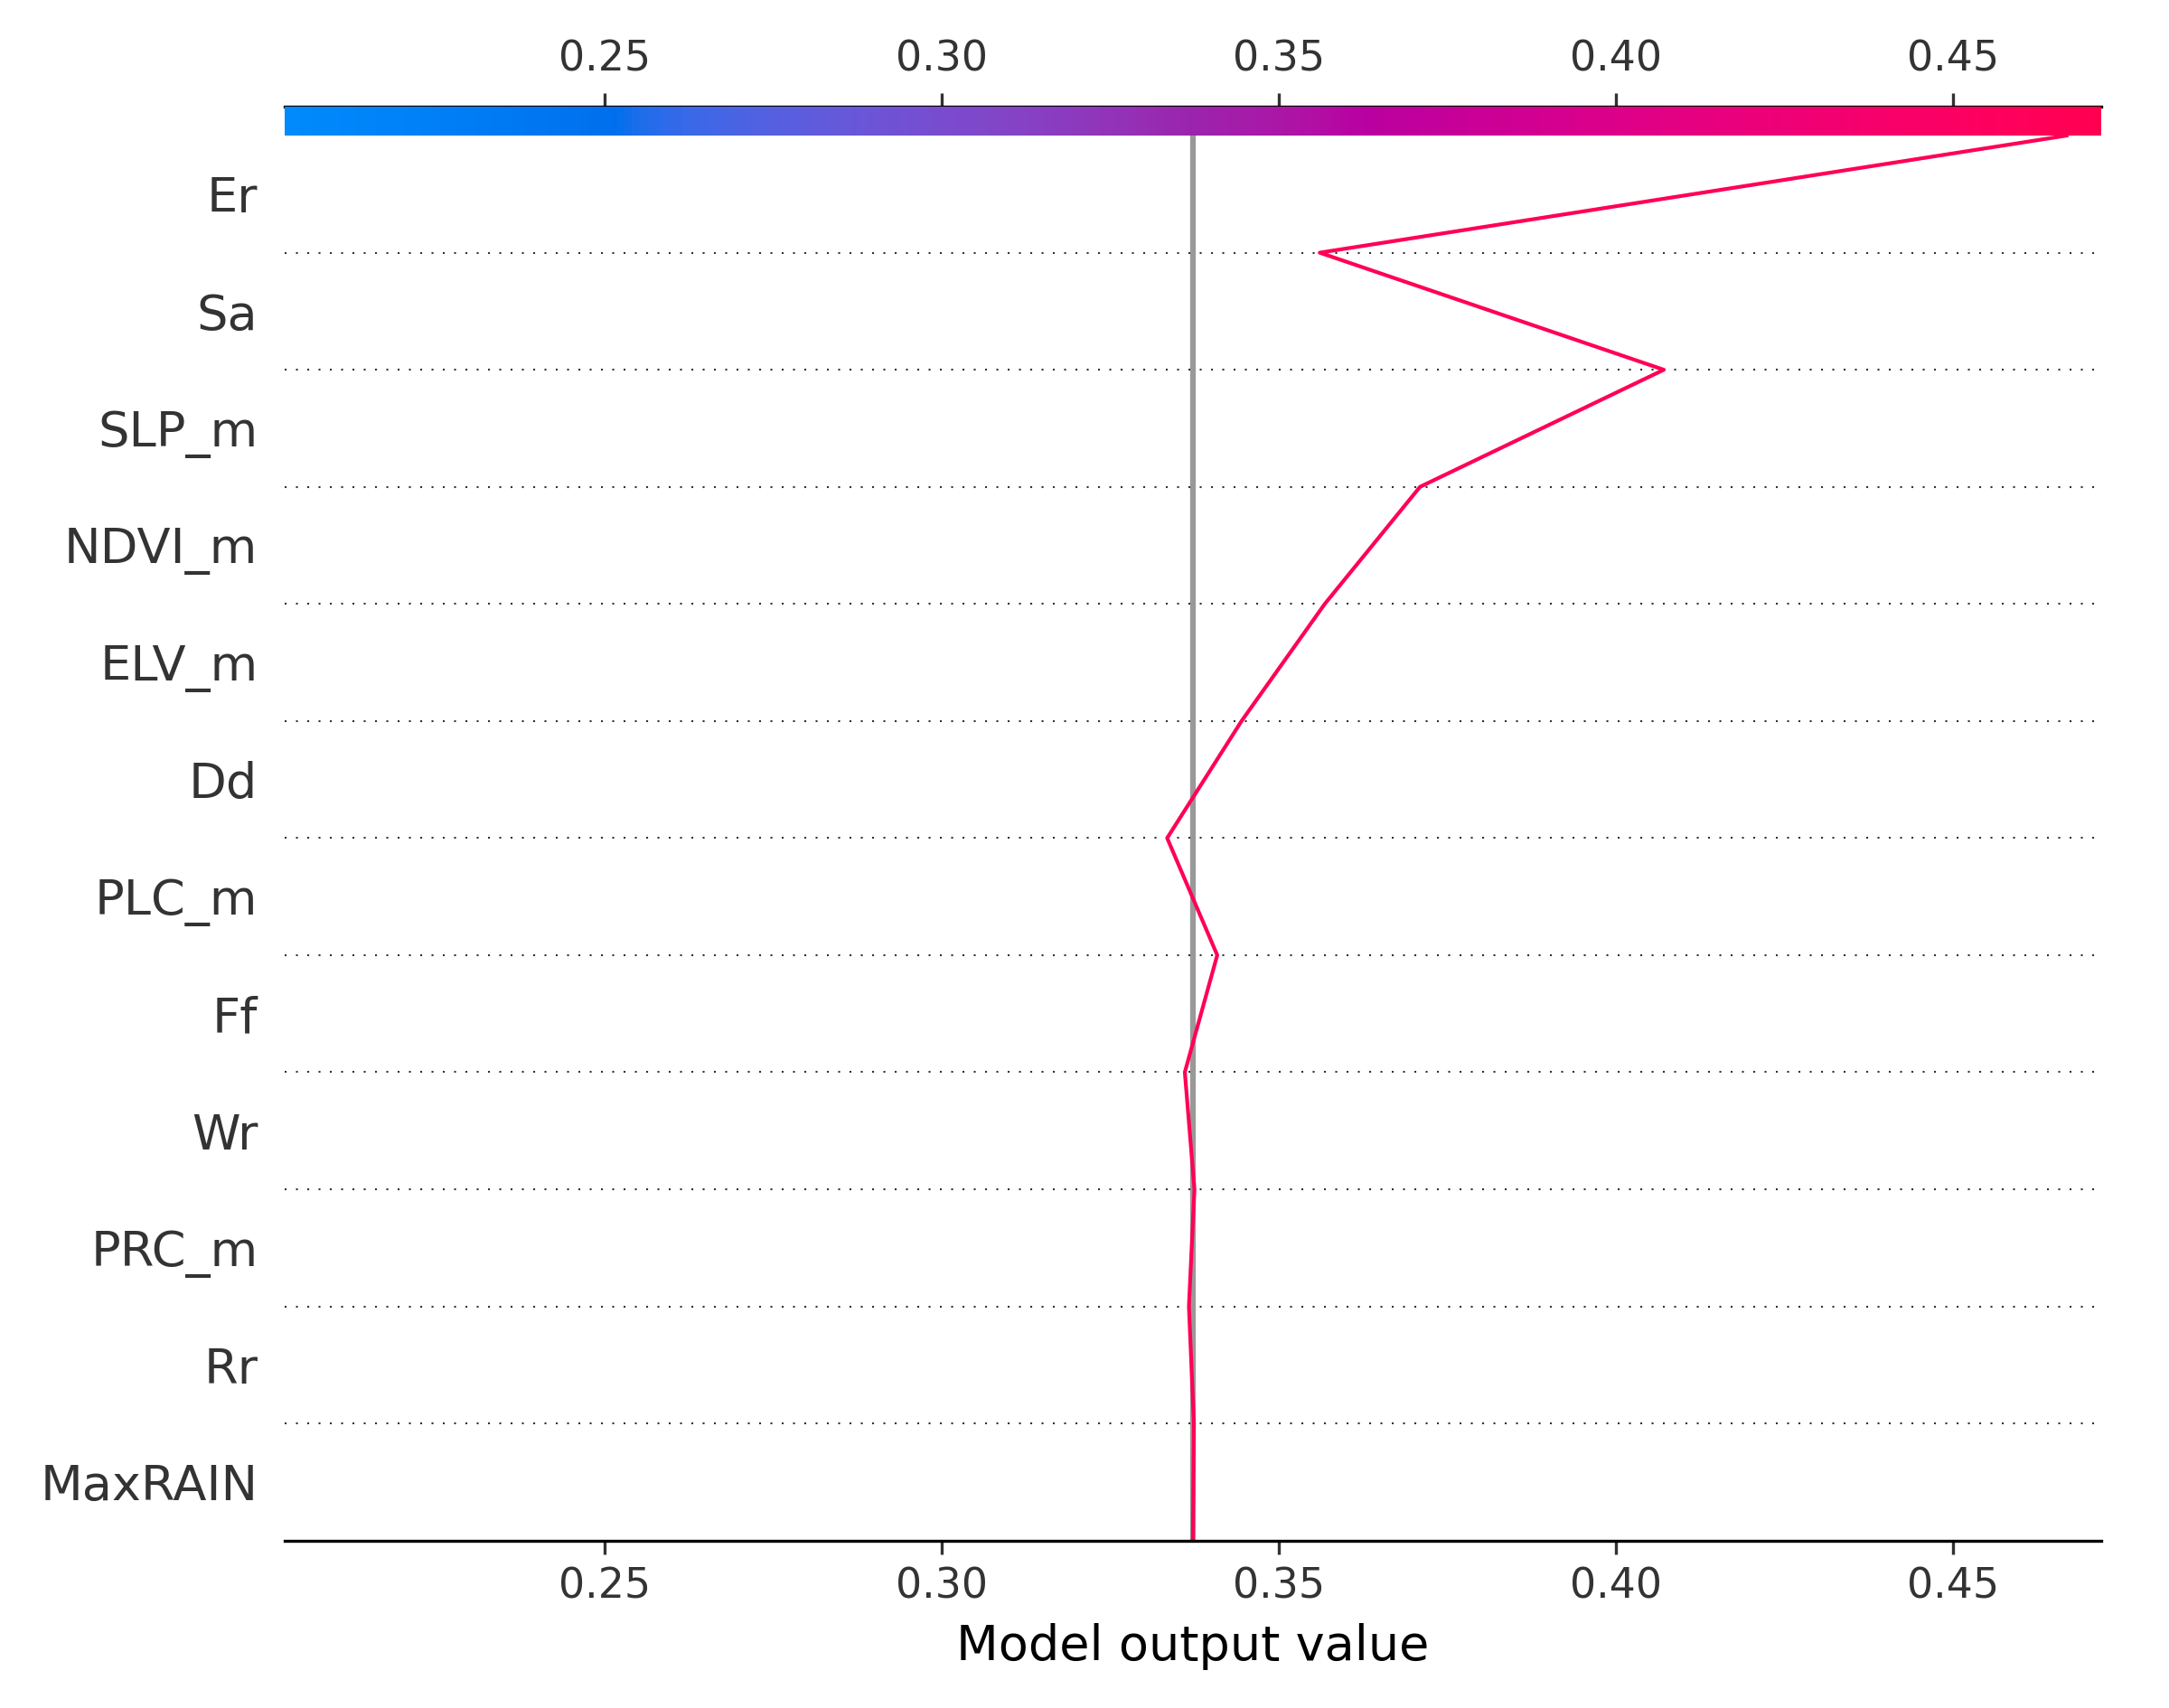 0.25 0.30 0.35 0.40 0.45
Er
Sa
SLP_m
NDVI_m
ELV_m
Dd
PLC_m
Ff
Wr
PRC_m
Rr
MaxRAIN
0.25 0.30 0.35 0.40 0.45
Model output value